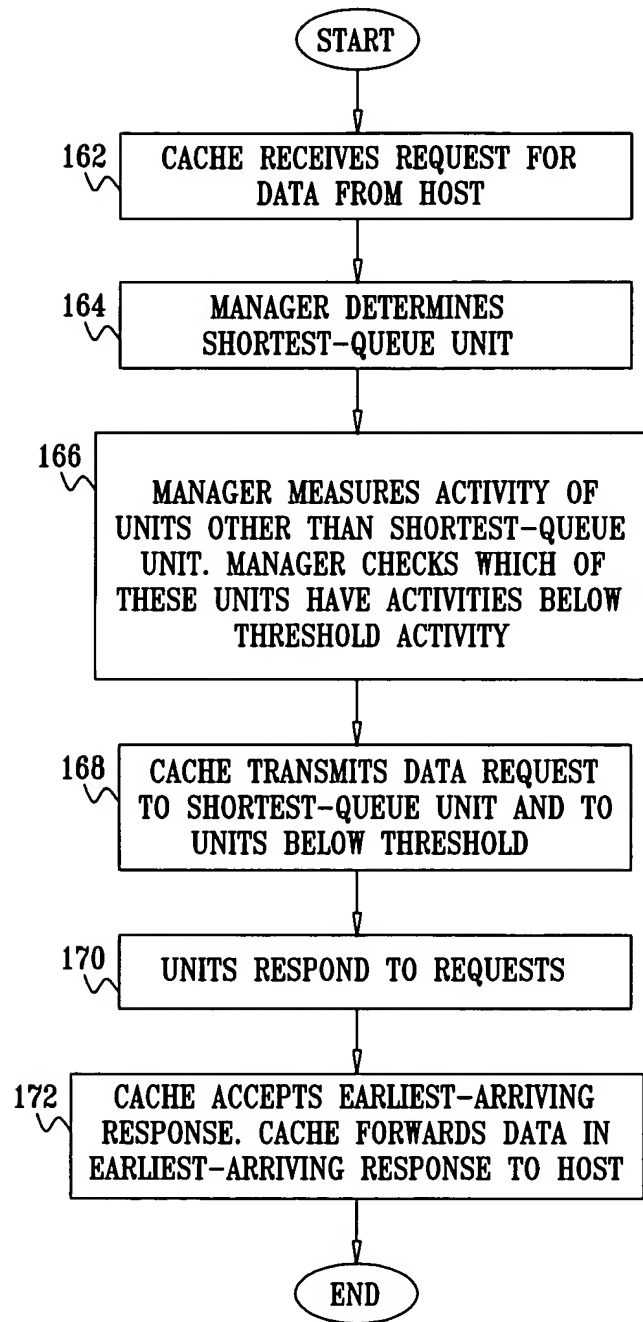 START
162
CACHE RECEIVES REQUEST FOR
DATA FROM HOST
164
MANAGER DETERMINES
SHORTEST-QUEUE UNIT
166
MANAGER MEASURES ACTIVITY OF
UNITS OTHER THAN SHORTEST-QUEUE
UNIT. MANAGER CHECKS WHICH OF
THESE UNITS HAVE ACTIVITIES BELOW
THRESHOLD ACTIVITY
168
CACHE TRANSMITS DATA REQUEST
TO SHORTEST-QUEUE UNIT AND TO
UNITS BELOW THRESHOLD
170
UNITS RESPOND TO REQUESTS
172
CACHE ACCEPTS EARLIEST-ARRIVING
RESPONSE. CACHE FORWARDS DATA IN
EARLIEST-ARRIVING RESPONSE TO HOST
END